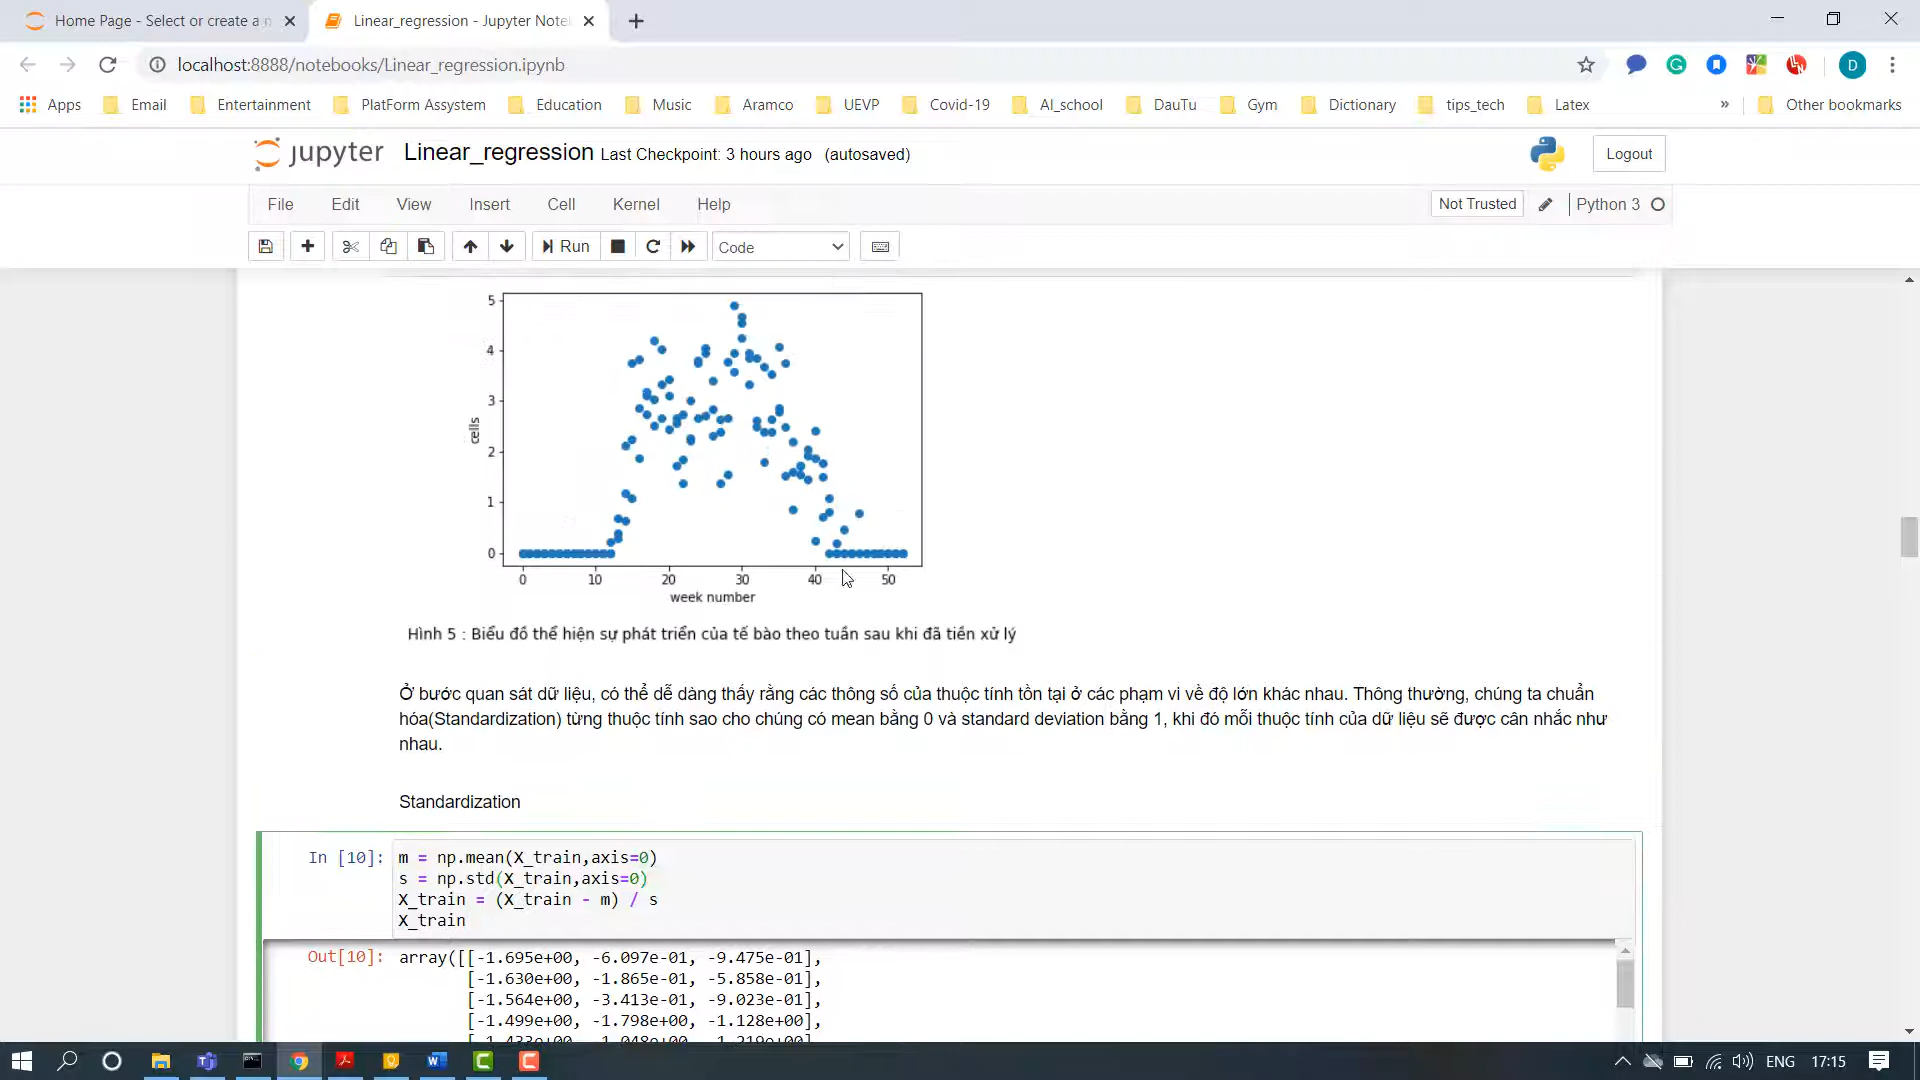 Home Page - Select or create a n
Linear_regression - Jupyter Note
localhost:8888/notebooks/Linear_regression.ipynb
D
Apps Email Entertainment PlatForm Assystem Education Music Aramco UEVP Covid-19 AI_school DauTu Gym Dictionary tips_tech Latex » Other bookmarks
jupyter Linear_regression Last Checkpoint: 3 hours ago (autosaved) Logout
File Edit View Insert Cell Kernel Help Not Trusted Python 3
Run Code
5
4
3
2
1
0
cells
0 10 20 30 40 50
week number
Hình 5 : Biểu đồ thể hiện sự phát triển của tế bào theo tuần sau khi đã tiền xử lý
Ở bước quan sát dữ liệu, có thể dễ dàng thấy rằng các thông số của thuộc tính tồn tại ở các phạm vi về độ lớn khác nhau. Thông thường, chúng ta chuẩn
hóa(Standardization) từng thuộc tính sao cho chúng có mean bằng 0 và standard deviation bằng 1, khi đó mỗi thuộc tính của dữ liệu sẽ được cân nhắc như
nhau.
Standardization
In [10]: m = np.mean(X_train,axis=0)
s = np.std(X_train,axis=0)
X_train = (X_train - m) / s
X_train
Out[10]: array([[-1.695e+00, -6.097e-01, -9.475e-01],
[-1.630e+00, -1.865e-01, -5.858e-01],
[-1.564e+00, -3.413e-01, -9.023e-01],
[-1.499e+00, -1.798e+00, -1.128e+00],
[-1.433e+00, -1.048e+00, -1.219e+00]
ENG 17:15